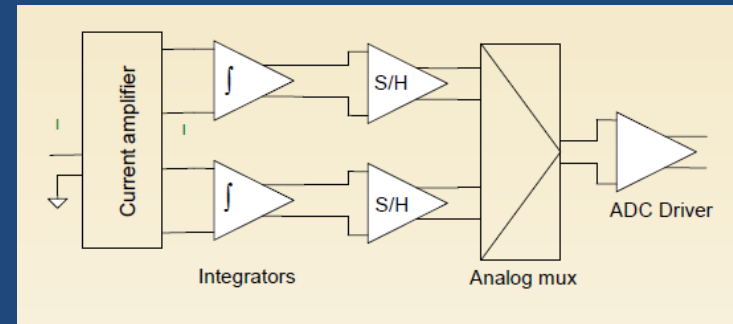 Current amplifier
I
I
∫
S/H
∫
S/H
ADC Driver
Integrators
Analog mux